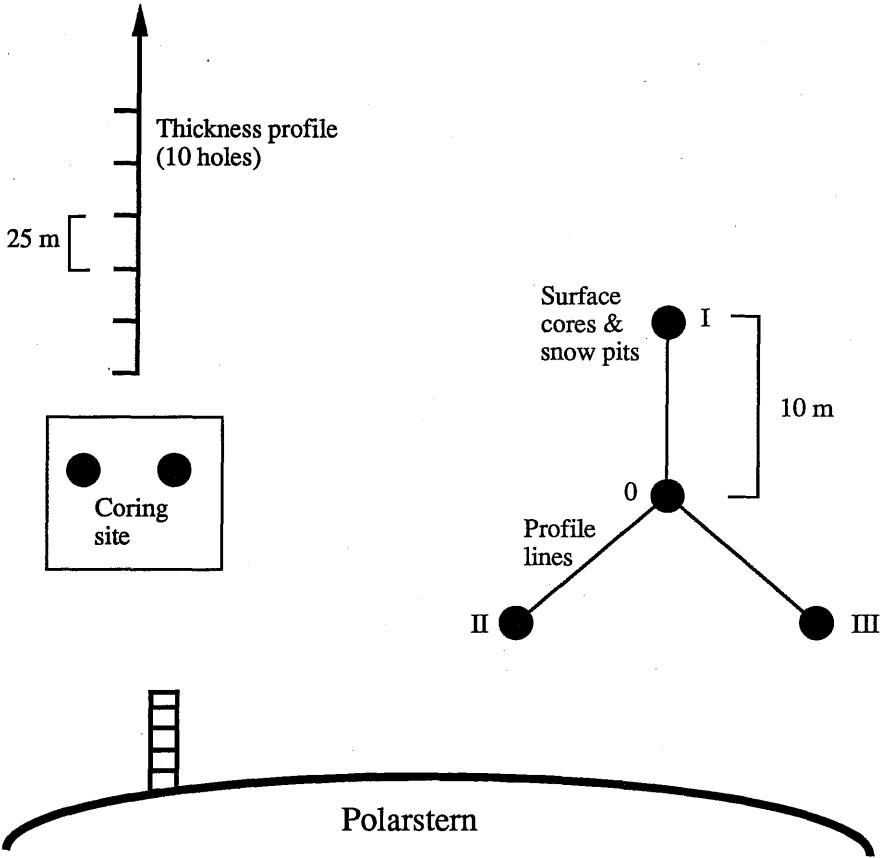 Thickness profile
(10 holes)
25 m
Surface
cores &
snow pits
I
10 m
0
Coring
site
Profile
lines
II
III
Polarstern